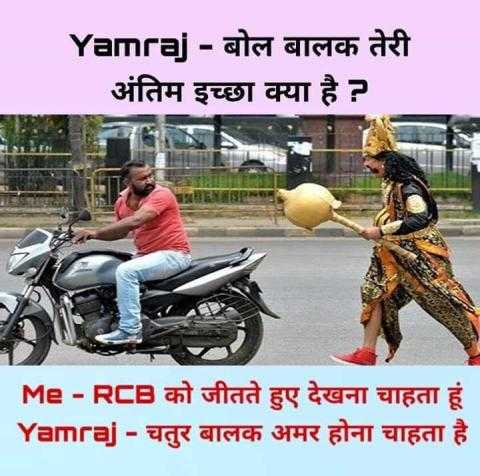 Yamraj - बोल बालक तेरी
अंतिम इच्छा क्या है ?
Me - RCB को जीतते हुए देखना चाहता हूं
Yamraj - चतुर बालक अमर होना चाहता है